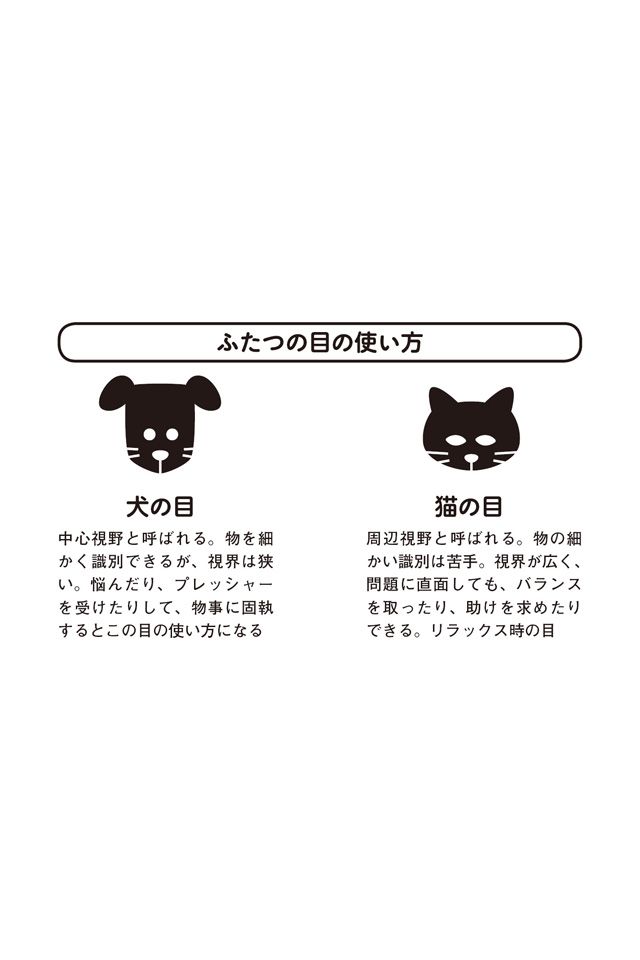 ふたつの目の使い方
犬の目
中心視野と呼ばれる。物を細
かく識別できるが、視界は狭
い。悩んだり、プレッシャー
を受けたりして、物事に固執
するとこの目の使い方になる
猫の目
周辺視野と呼ばれる。物の細
かい識別は苦手。視界が広く、
問題に直面しても、バランス
を取ったり、助けを求めたり
できる。リラックス時の目